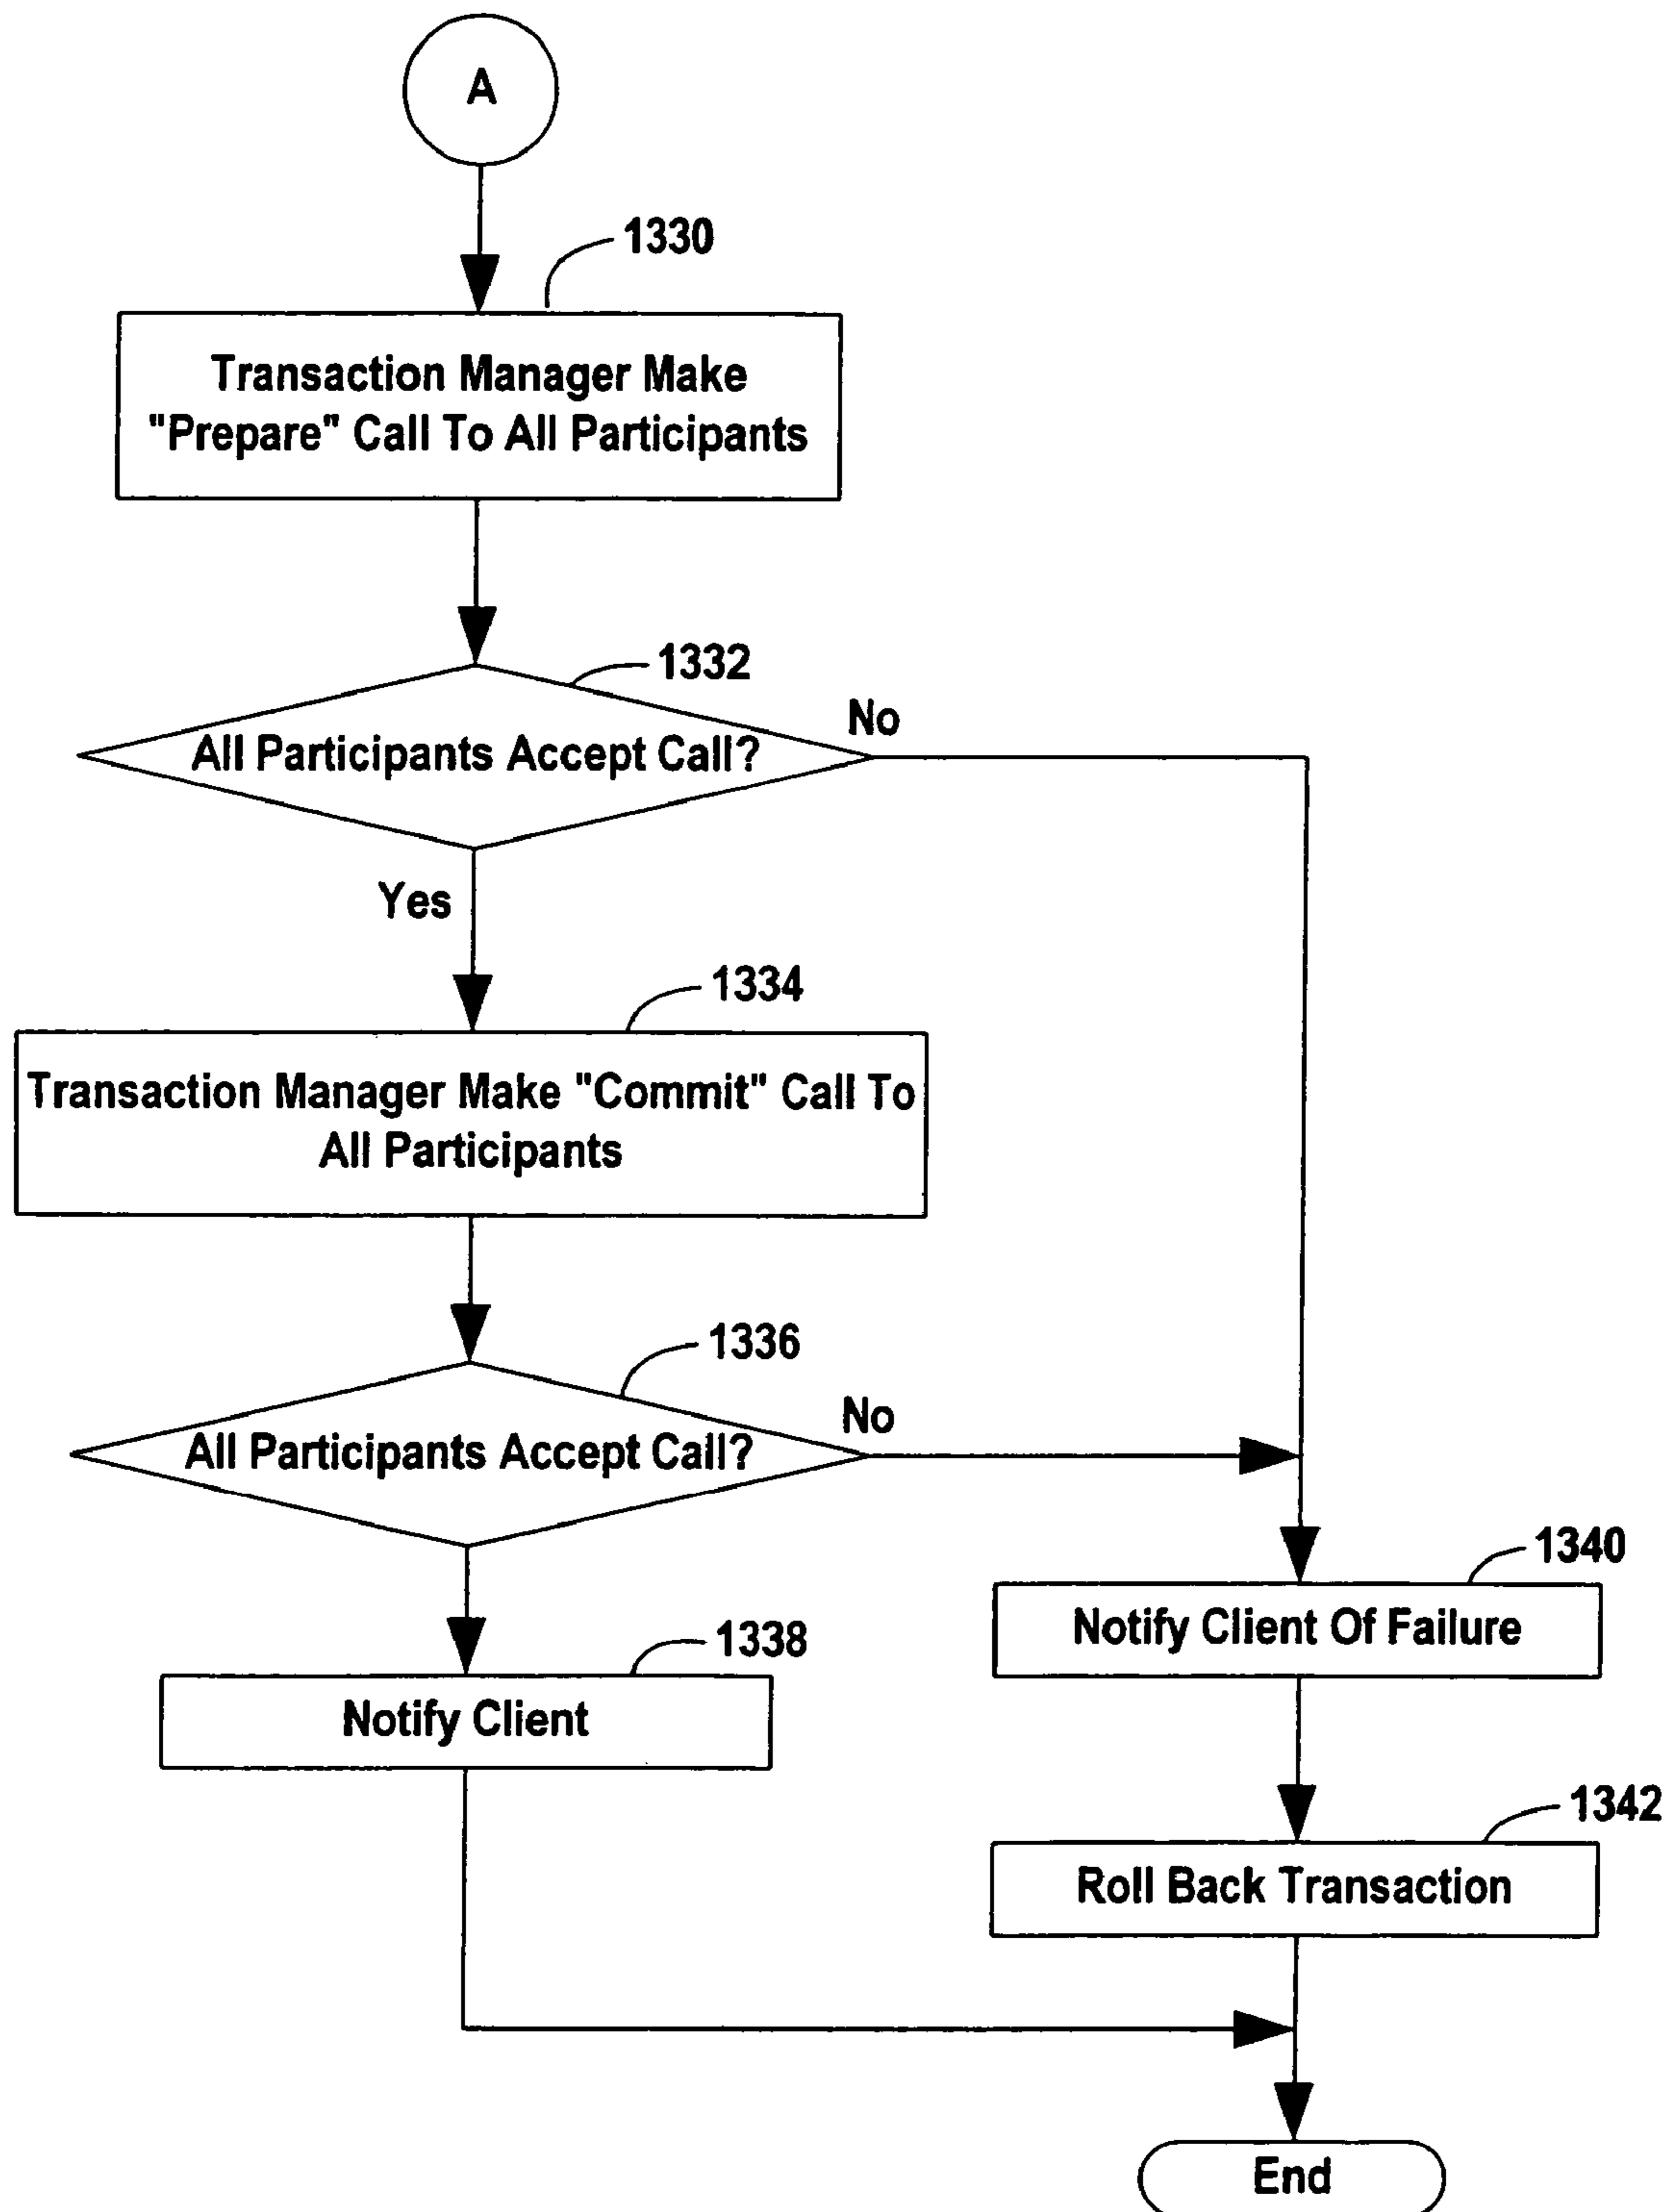 A
1330
Transaction Manager Make
"Prepare" Call To All Participants
1332
No
All Participants Accept Call?
Yes
1334
Transaction Manager Make "Commit" Call To
All Participants
1336
No
All Participants Accept Call?
1340
Notify Client Of Failure
1338
Notify Client
1342
Roll Back Transaction
End